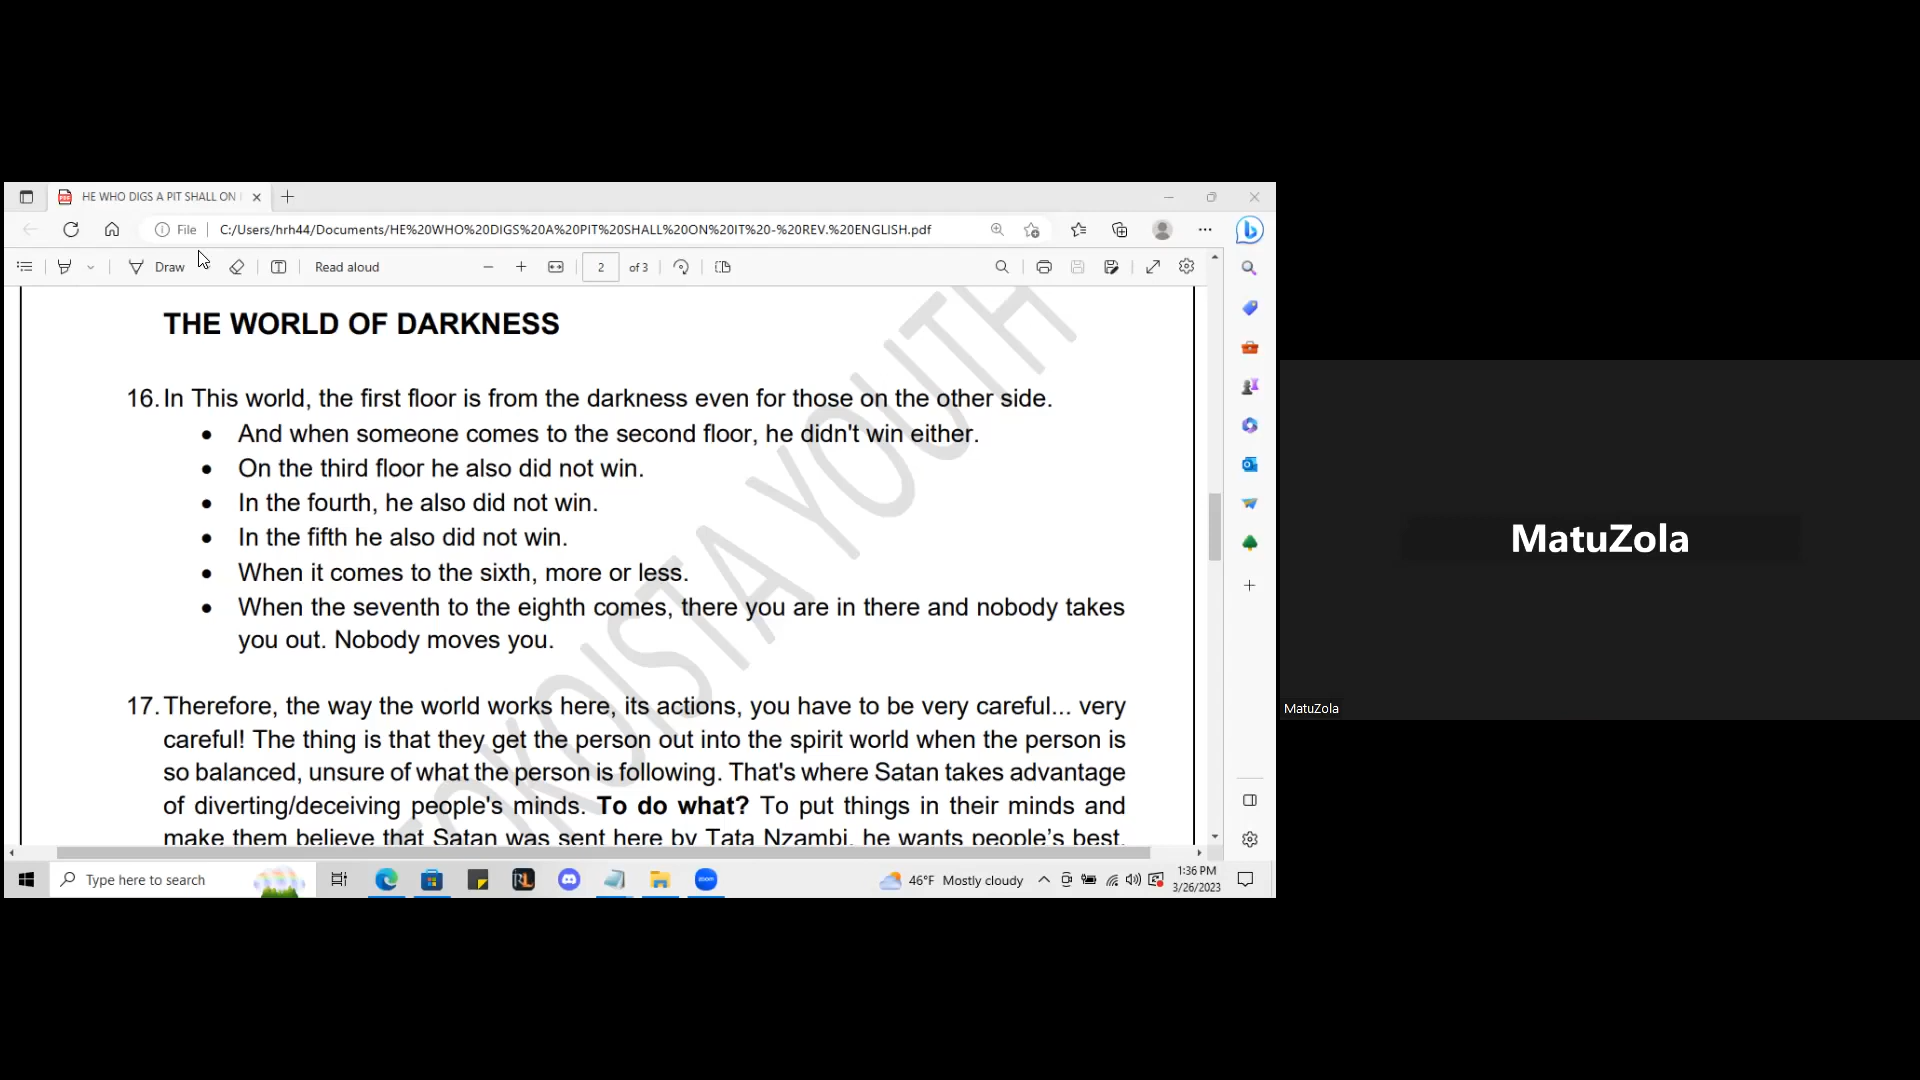 HE WHO DIGS A PIT SHALL ON
File
C:/Users/hrh44/Documents/HE%20WHO%20DIGS%20A%20PIT%20SHALL%20ON%20IT%20-%20REV.%20ENGLISH.pdf
Draw
Read aloud
2
of 3
THE WORLD OF DARKNESS
16. In This world, the first floor is from the darkness even for those on the other side.
• And when someone comes to the second floor, he didn't win either.
• On the third floor he also did not win.
• In the fourth, he also did not win.
• In the fifth he also did not win.
• When it comes to the sixth, more or less.
• When the seventh to the eighth comes, there you are in there and nobody takes
you out. Nobody moves you.
17. Therefore, the way the world works here, its actions, you have to be very careful... very
careful! The thing is that they get the person out into the spirit world when the person is
so balanced, unsure of what the person is following. That's where Satan takes advantage
of diverting/deceiving people's minds. To do what? To put things in their minds and
make them believe that Satan was sent here by Tata Nzambi, he wants people's best.
TOKOISTA YOUTH
Type here to search
RL
zoom
46°F Mostly cloudy
1:36 PM
3/26/2023
MatuZola
MatuZola